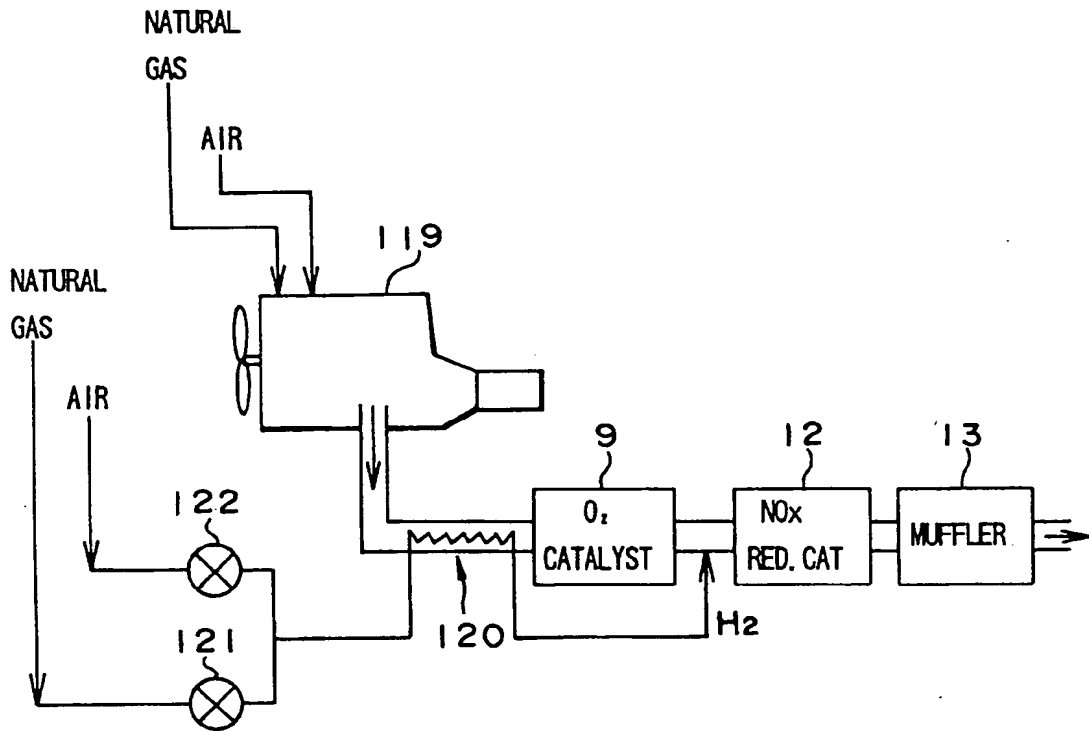 NATURAL
GAS
AIR
119
NATURAL
GAS
AIR
122
121
120
9
O2
CATALYST
H2
12
NOx
RED. CAT
13
MUFFLER